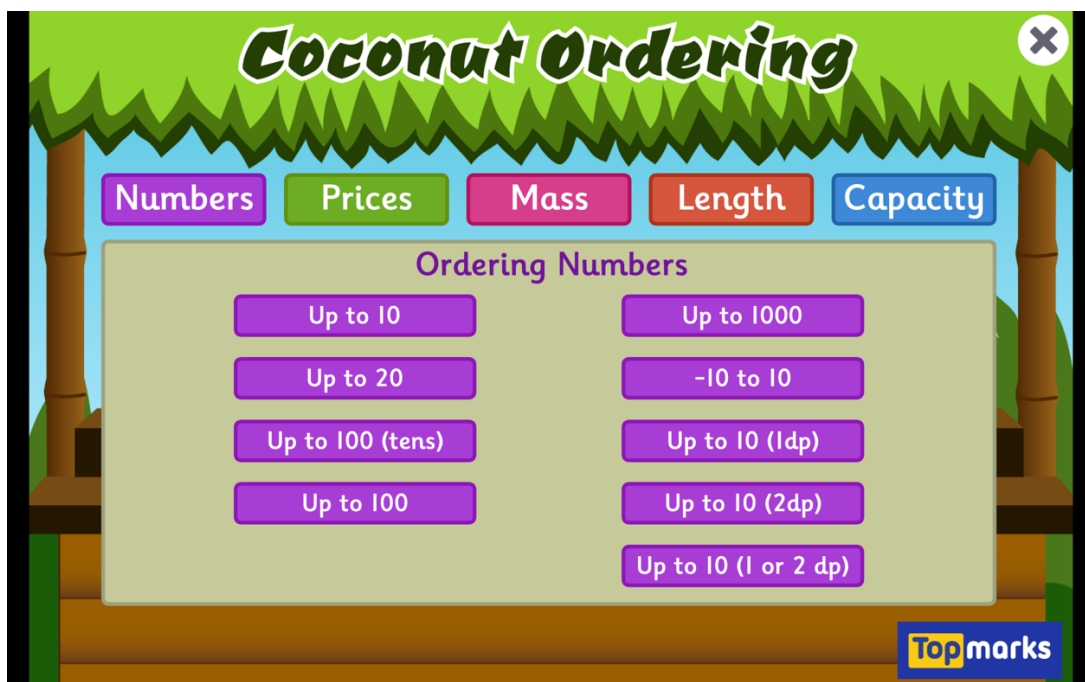 Coconut Ordering
Numbers Prices Mass Length Capacity
Ordering Numbers
Up to 10 Up to 1000
Up to 20 -10 to 10
Up to 100 (tens) Up to 10 (1dp)
Up to 100 Up to 10 (2dp)
Up to 10 (1 or 2 dp)
Topmarks